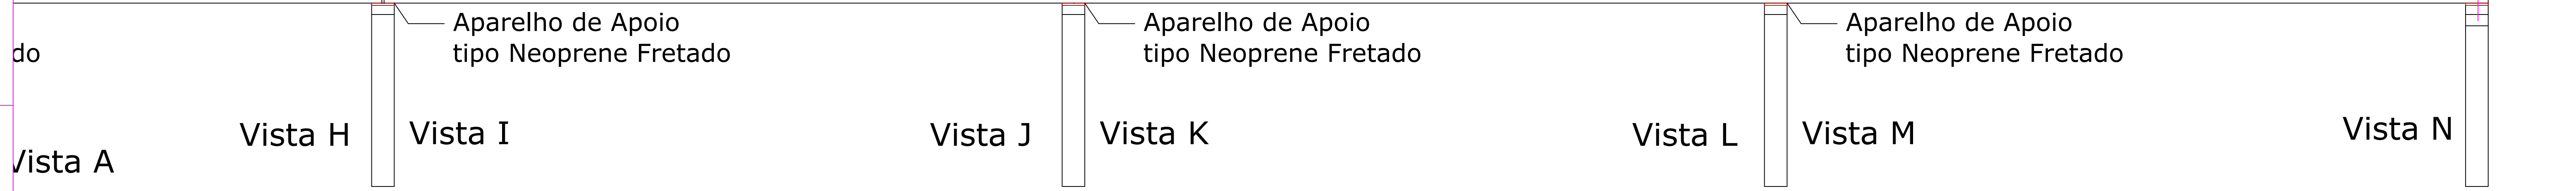 Aparelho de Apoio
tipo Neoprene Fretado
Aparelho de Apoio
tipo Neoprene Fretado
Aparelho de Apoio
tipo Neoprene Fretado
do
Vista A
Vista H
Vista I
Vista J
Vista K
Vista L
Vista M
Vista N